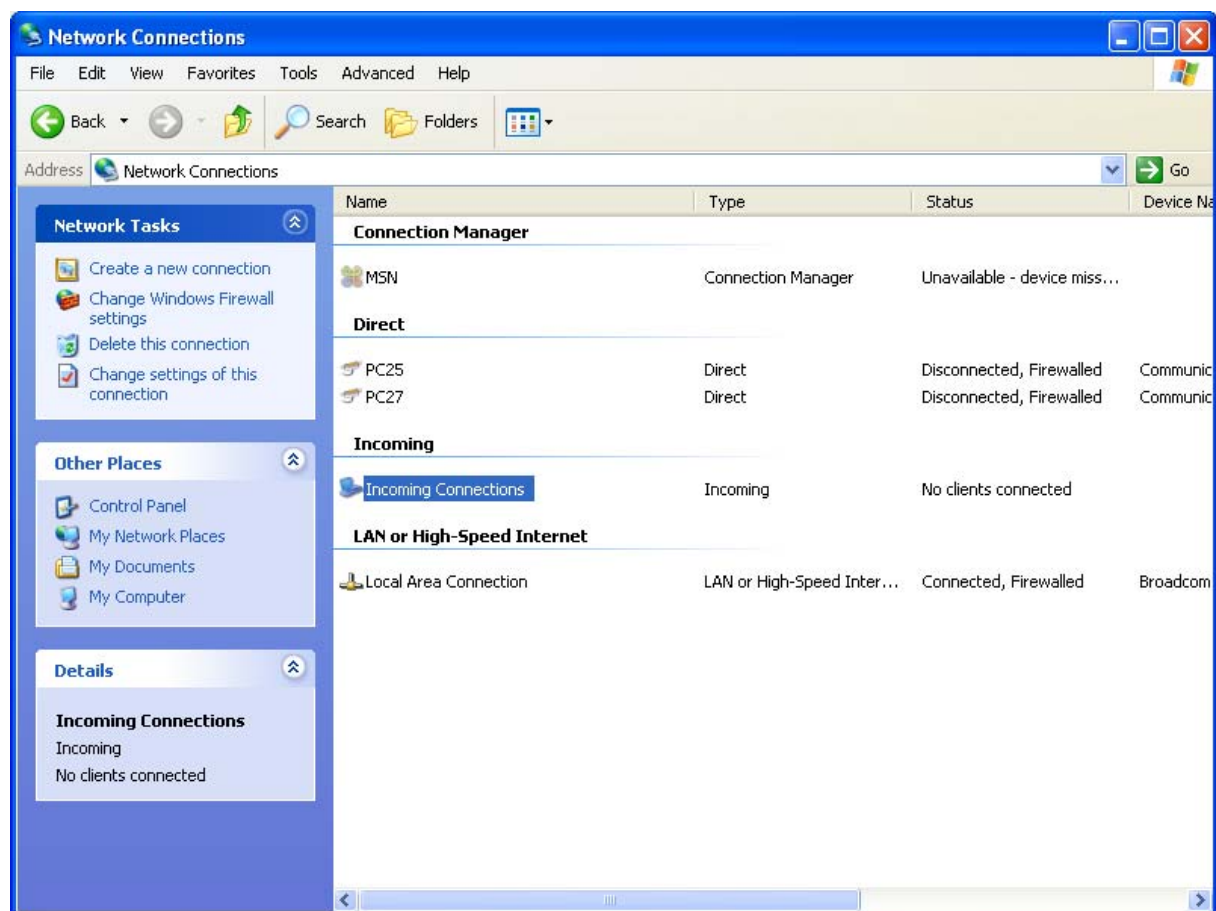 Network Connections
File Edit View Favorites Tools Advanced Help
Back Search Folders
Address Network Connections Go
Network Tasks
Create a new connection
Change Windows Firewall
settings
Delete this connection
Change settings of this
connection
Other Places
Control Panel
My Network Places
My Documents
My Computer
Details
Incoming Connections
Incoming
No clients connected
Name Type Status Device Na
Connection Manager
MSN Connection Manager Unavailable - device miss...
Direct
PC25 Direct Disconnected, Firewalled Communic
PC27 Direct Disconnected, Firewalled Communic
Incoming
Incoming Connections Incoming No clients connected
LAN or High-Speed Internet
Local Area Connection LAN or High-Speed Inter... Connected, Firewalled Broadcom